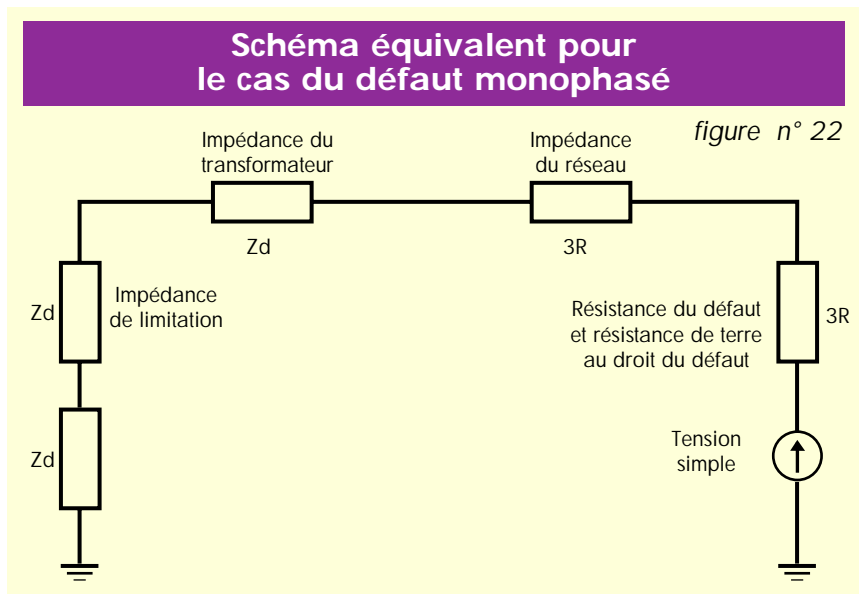 Schéma équivalent pour
le cas du défaut monophasé
figure n° 22
Impédance du
transformateur
Impédance
du réseau
Zd
3R
Zd
Impédance
de limitation
Résistance du défaut
et résistance de terre
au droit du défaut
3R
Zd
Tension
simple